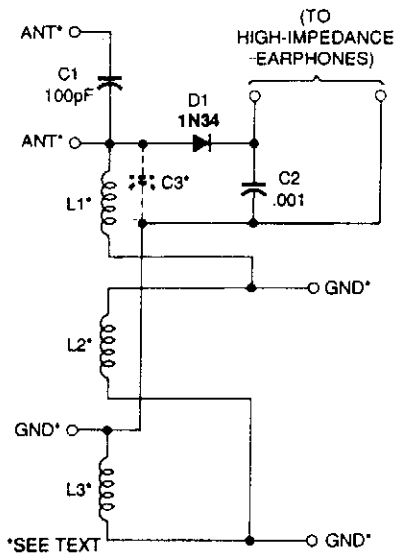 (TO
HIGH-IMPEDANCE
EARPHONES)
ANT*
C1
100pF
D1
1N34
ANT*
C3*
C2
.001
L1*
GND*
L2*
GND*
L3*
*SEE TEXT
GND*